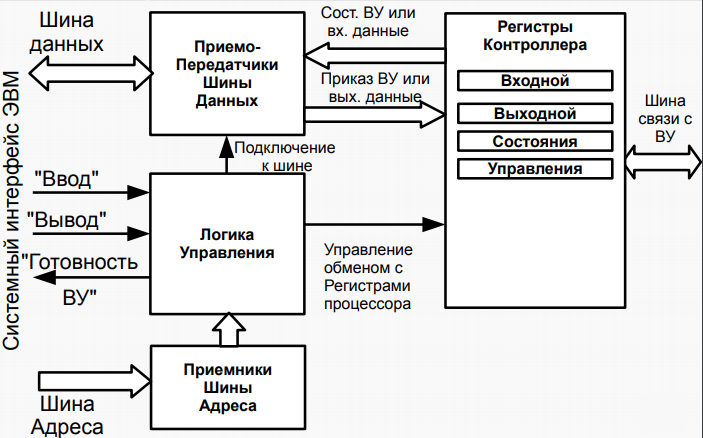 Системный интерфейс ЭВМ
Шина
данных
Приемо-
Передатчики
Шины
Данных
Сост. ВУ или
вх. данные
Приказ ВУ или
вых. данные
Регистры
Контроллера
Входной
Выходной
Состояния
Управления
Шина
связи с
ВУ
Подключение
к шине
"Ввод"
"Вывод"
"Готовность
ВУ"
Логика
Управления
Управление
обменом с
Регистрами
процессора
Приемники
Шины
Адреса
Шина
Адреса